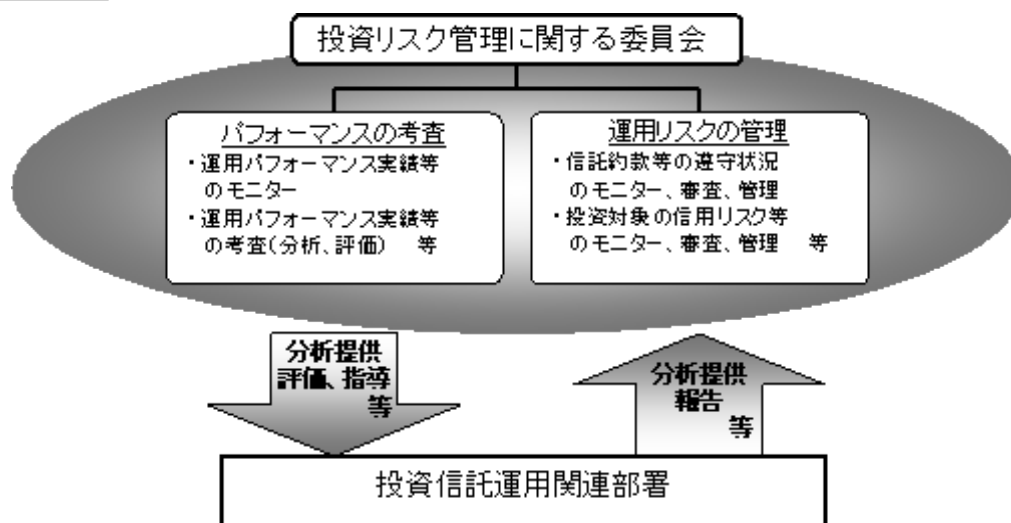 投資リスク管理に関する委員会
パフォーマンスの考査
・運用パフォーマンス実績等
のモニター
・運用パフォーマンス実績等
の考査(分析、評価) 等
運用リスクの管理
・信託約款等の遵守状況
のモニター、審査、管理
・投資対象の信用リスク等
のモニター、審査、管理 等
分析提供
評価、指導
等
分析提供
報告
等
投資信託運用関連部署